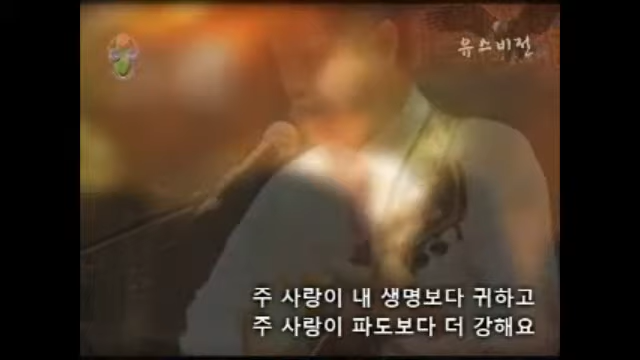 유스비전
주 사랑이 내 생명보다 귀하고
주 사랑이 파도보다 더 강해요